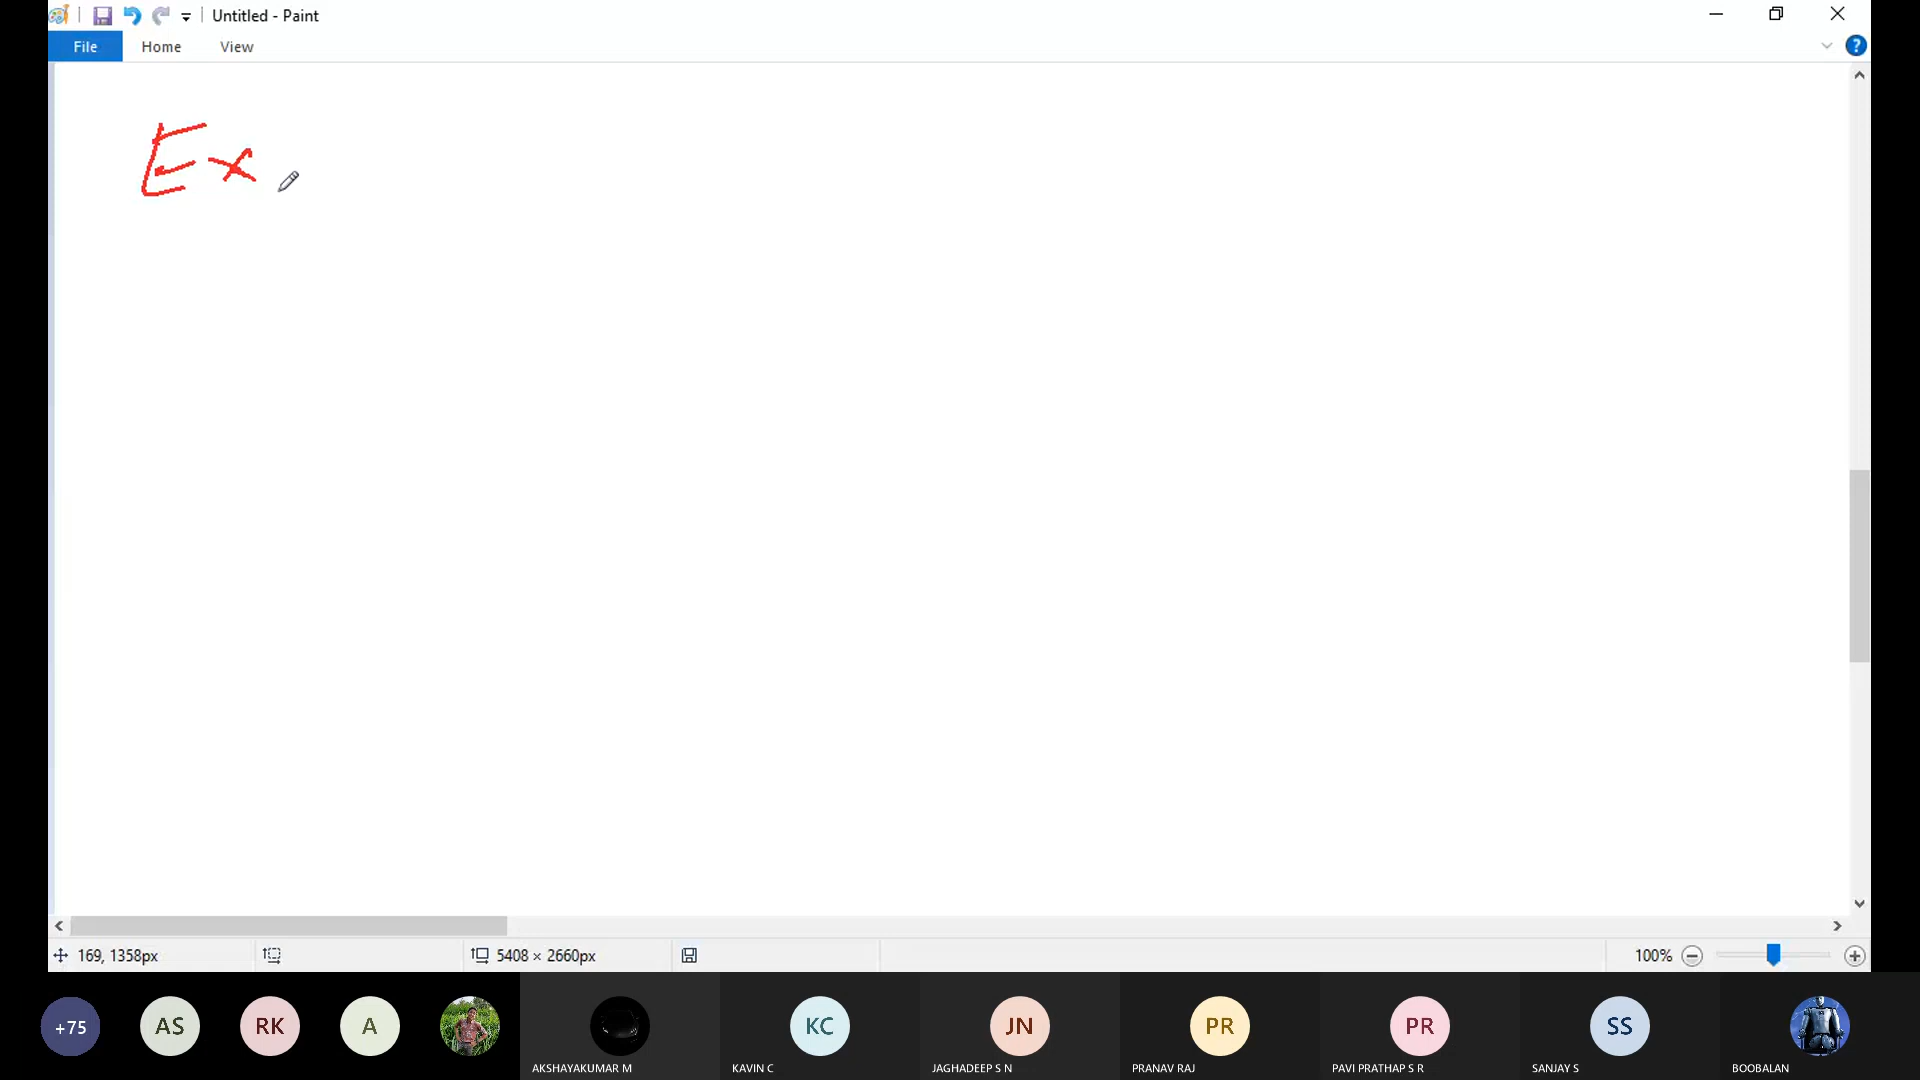 Untitled - Paint
File Home View
?
Ex
169, 1358px 5408 × 2660px 100%
+75 AS RK A KC JN PR PR SS
AKSHAYAKUMAR M KAVIN C JAGHADEEP S N PRANAV RAJ PAVI PRATHAP S R SANJAY S BOOBALAN